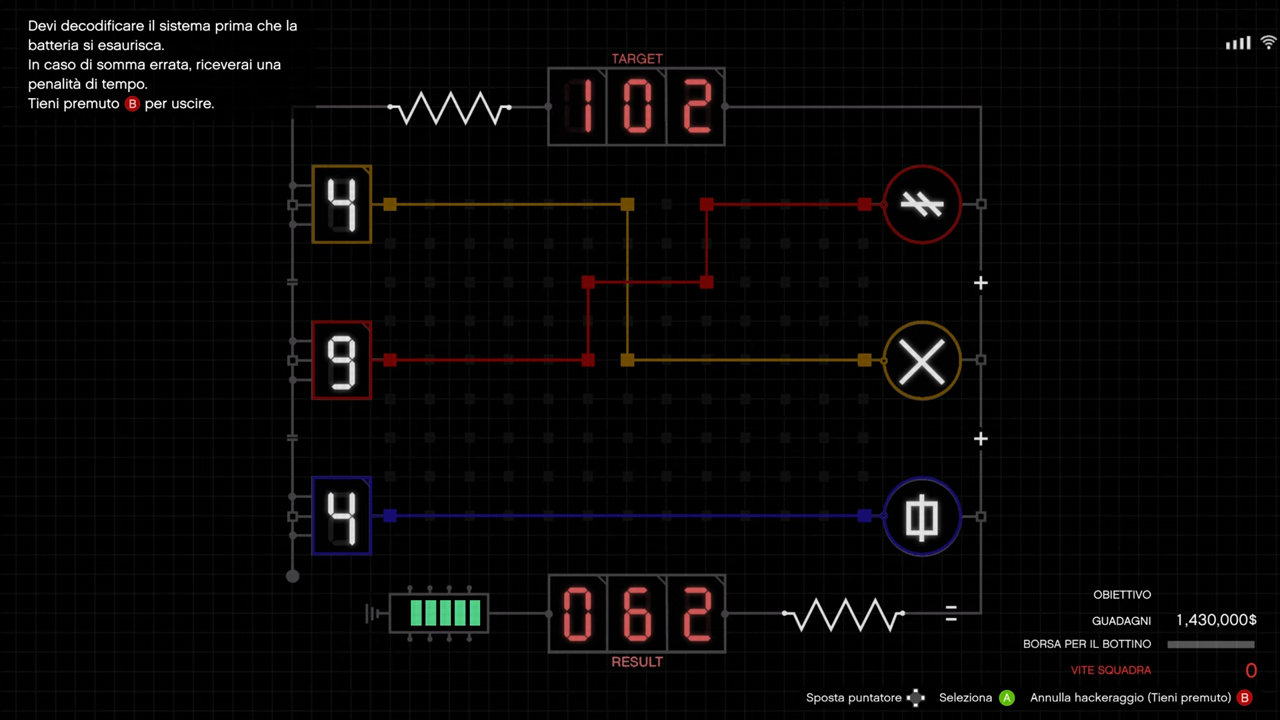 Devi decodificare il sistema prima che la
batteria si esaurisca.
In caso di somma errata, riceverai una
penalità di tempo.
Tieni premuto B per uscire.
TARGET
102
4
9
4
+
+
=
062
RESULT
OBIETTIVO
GUADAGNI 1,430,000$
BORSA PER IL BOTTINO
VITE SQUADRA 0
Sposta puntatore Seleziona A Annulla hackeraggio (Tieni premuto) B